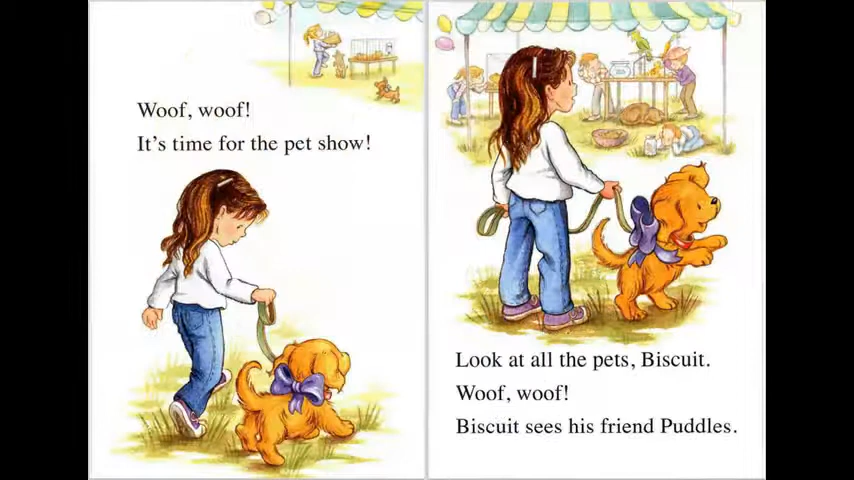 Woof, woof!
It's time for the pet show!
Look at all the pets, Biscuit.
Woof, woof!
Biscuit sees his friend Puddles.